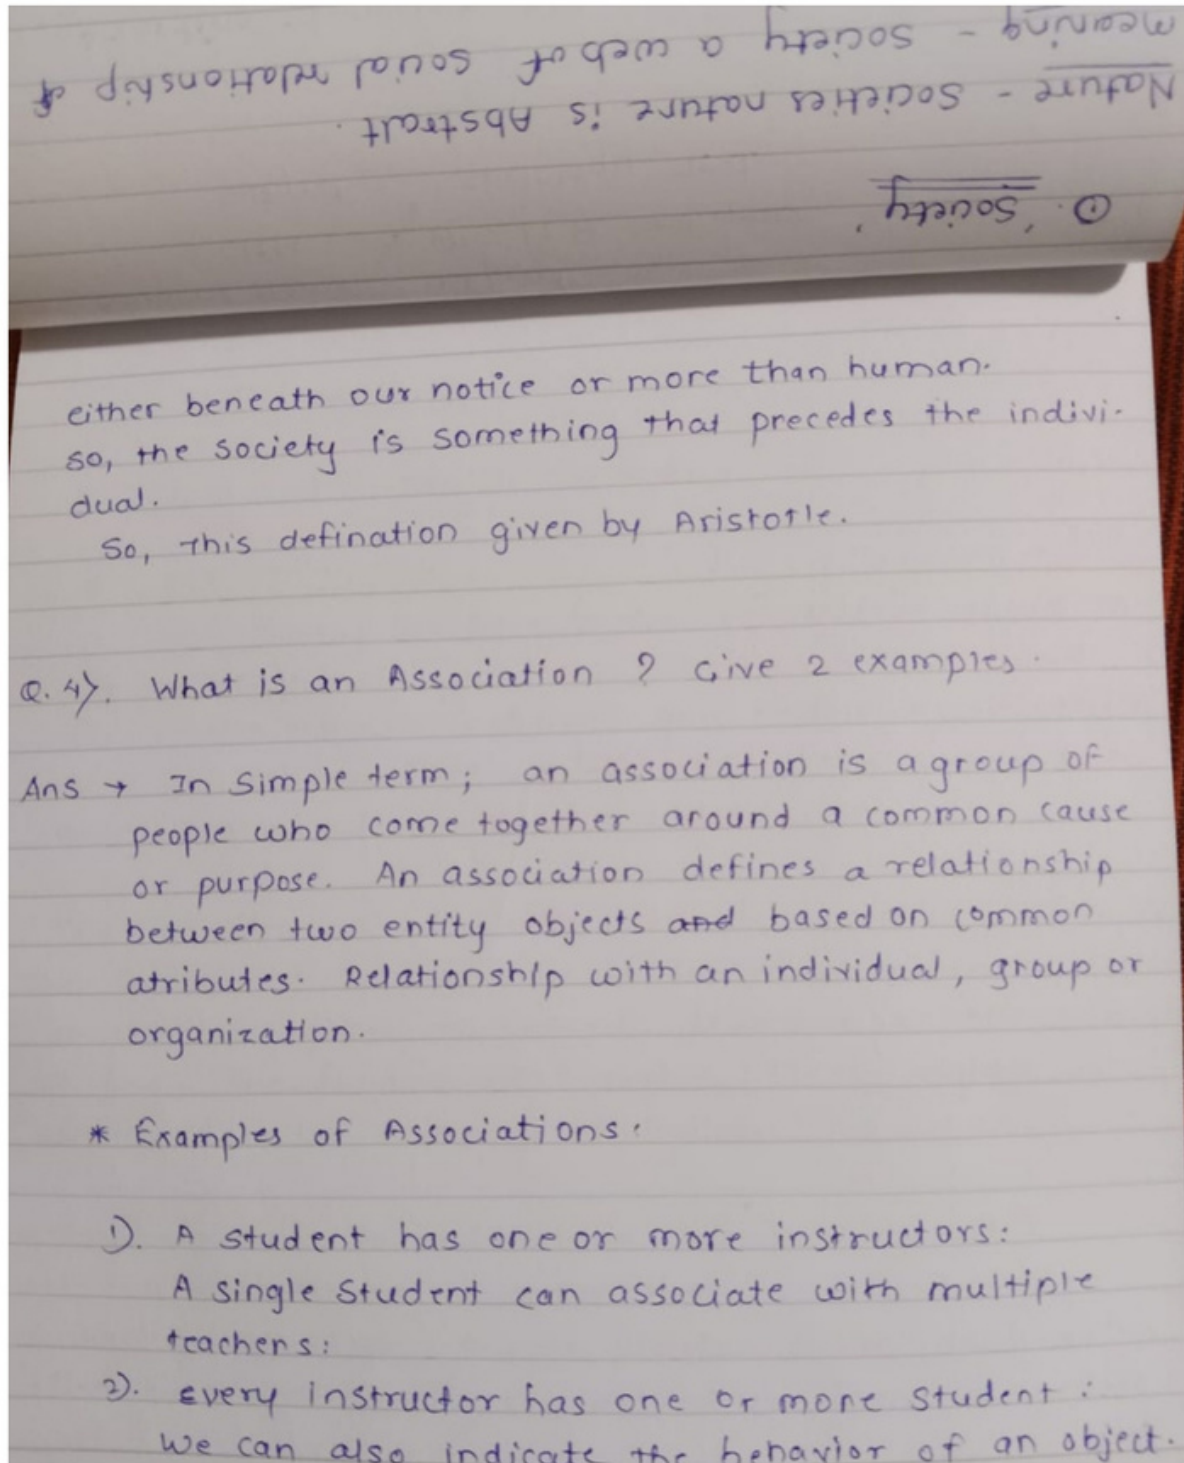 ① 'Society'
Nature - Societies nature is Abstract.
meaning - society a web of social relationship of
either beneath our notice or more than human.
so, the society is something that precedes the indivi-
dual.
So, This defination given by Aristotle.
Q.4). What is an Association ? Give 2 examples.
Ans → In Simple term; an association is a group of
people who come together around a common cause
or purpose. An association defines a relationship
between two entity objects and based on common
atributes. Relationship with an individual, group or
organization.
* Examples of Associations:
1). A student has one or more instructors:
A single Student can associate with multiple
teachers:
2). Every instructor has one or more student :
We can also indicate the behavior of an object.